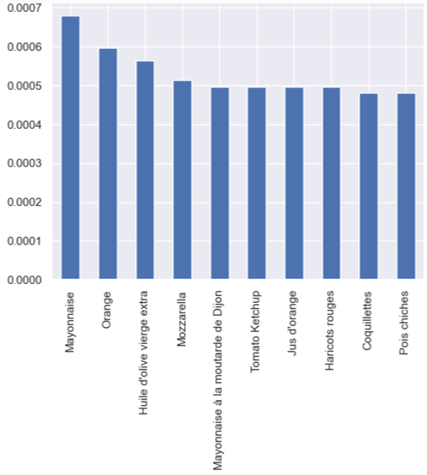 0.0007
0.0006
0.0005
0.0004
0.0003
0.0002
0.0001
0.0000
Mayonnaise
Orange
Huile d'olive vierge extra
Mozzarella
Mayonnaise à la moutarde de Dijon
Tomato Ketchup
Jus d'orange
Haricots rouges
Coquillettes
Pois chiches